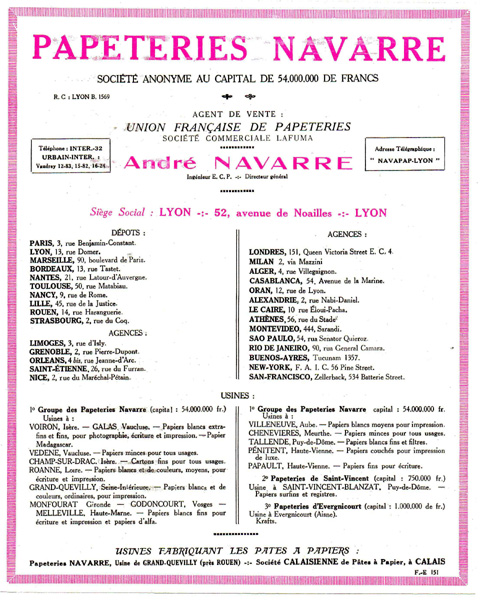 PAPETERIES NAVARRE
SOCIÉTÉ ANONYME AU CAPITAL DE 54.000.000 DE FRANCS
R. C : LYON B. 1569
AGENT DE VENTE :
UNION FRANÇAISE DE PAPETERIES
SOCIÉTÉ COMMERCIALE LAFUMA
Téléphone : INTER.-32
URBAIN-INTER. :
Vaudrey 12-83, 15-82, 16-24
André NAVARRE
Ingénieur E. C. P. -:- Directeur général
Adresse Télégraphique :
" NAVAPAP-LYON "
Siège Social : LYON -:- 52, avenue de Noailles -:- LYON
DÉPOTS :
PARIS, 3, rue Benjamin-Constant.
LYON, 13, rue Domer.
MARSEILLE, 90, boulevard de Paris.
BORDEAUX, 13, rue Tastet.
NANTES, 21, rue Latour-d'Auvergne.
TOULOUSE, 50, rue Matabiau.
NANCY, 9, rue de Rome.
LILLE, 45, rue de la Justice.
ROUEN, 14, rue Harenguerie.
STRASBOURG, 2, rue du Coq.
AGENCES :
LIMOGES, 3, rue d'Isly.
GRENOBLE, 2, rue Pierre-Dupont.
ORLEANS, 4 bis, rue Jeanne-d'Arc.
SAINT-ÉTIENNE, 26, rue du Furran.
NICE, 2, rue du Maréchal-Pétain.
AGENCES :
LONDRES, 151, Queen Victoria Street E. C. 4.
MILAN 2, via Mazzini
ALGER, 4, rue Villegaignon.
CASABLANCA, 54, Avenue de la Marine.
ORAN, 12, rue de Lyon.
ALEXANDRIE, 2, rue Nabi-Daniel.
LE CAIRE, 10 rue Éloui-Pacha.
ATHÈNES, 56, rue du Stade
MONTEVIDEO, 444, Sarandi.
SAO PAULO, 54, rua Senator Quieroz.
RIO DE JANEIRO, 90, rua General Camara.
BUENOS-AYRES, Tucumam 1357.
NEW-YORK, F. A. I. C. 56 Pine Street.
SAN-FRANCISCO, Zellerback, 534 Batterie Street.
USINES :
1º Groupe des Papeteries Navarre (capital : 54.000.000 fr.)
Usines à :
VOIRON, Isère. — GALAS, Vaucluse. — Papiers blancs extra-
fins et fins, pour photographie, écriture et impression. — Papier
Madagascar.
VEDENE, Vaucluse. — Papiers minces pour tous usages.
CHAMP-SUR-DRAC, Isère. — Cartons fins pour tous usages.
ROANNE, Loire. — Papiers blancs et de couleurs, moyens, pour
écriture et impression.
GRAND-QUEVILLY, Seine-Intérieure. — Papiers blancs et de
couleurs, ordinaires, pour impression.
MONFOURAT Gironde — GODONCOURT, Vosges —
MELLEVILLE, Haute-Marne. — Papiers blancs fins pour
écriture et impression et papiers d'alfa.
1º Groupe des Papeteries Navarre capital : 54.000.000 fr.
Usines à :
VILLENEUVE, Aube. — Papiers blancs moyens pour impression.
CHENEVIERES, Meurthe. — Papiers minces pour tous usages.
TALLENDE, Puy-de-Dôme. — Papiers blancs fins et filtres.
PÉNITENT, Haute-Vienne. — Papiers couchés pour impression
de luxe.
PAPAULT, Haute-Vienne. — Papiers fins pour écriture.
2º Papeteries de Saint-Vincent (capital :)
Usine à SAINT-VINCENT-BLANZAT, Puy-de-Dôme. —
Papiers surfins et registres.
3º Papeteries d'Evergnicourt (capital : 1.000.000 de fr.)
Usine à Evergnicourt (Aisne).
Krafts.
USINES FABRIQUANT LES PATES A PAPIERS :
Papeteries NAVARRE, Usine de GRAND-QUEVILLY (près ROUEN) -:- Société CALAISIENNE de Pâtes à Papier, à CALAIS
F.-E 151